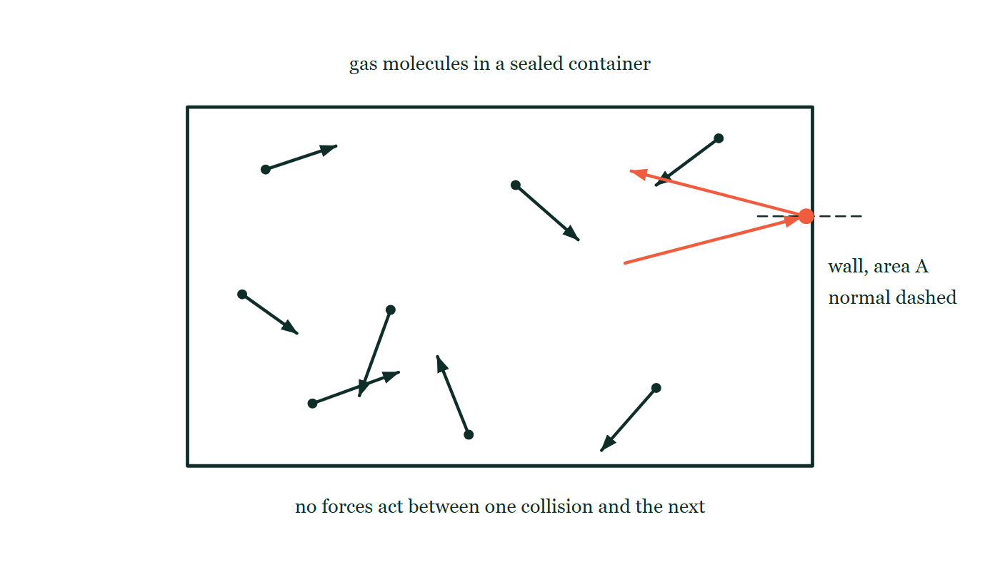 gas molecules in a sealed container
wall, area A
normal dashed
no forces act between one collision and the next